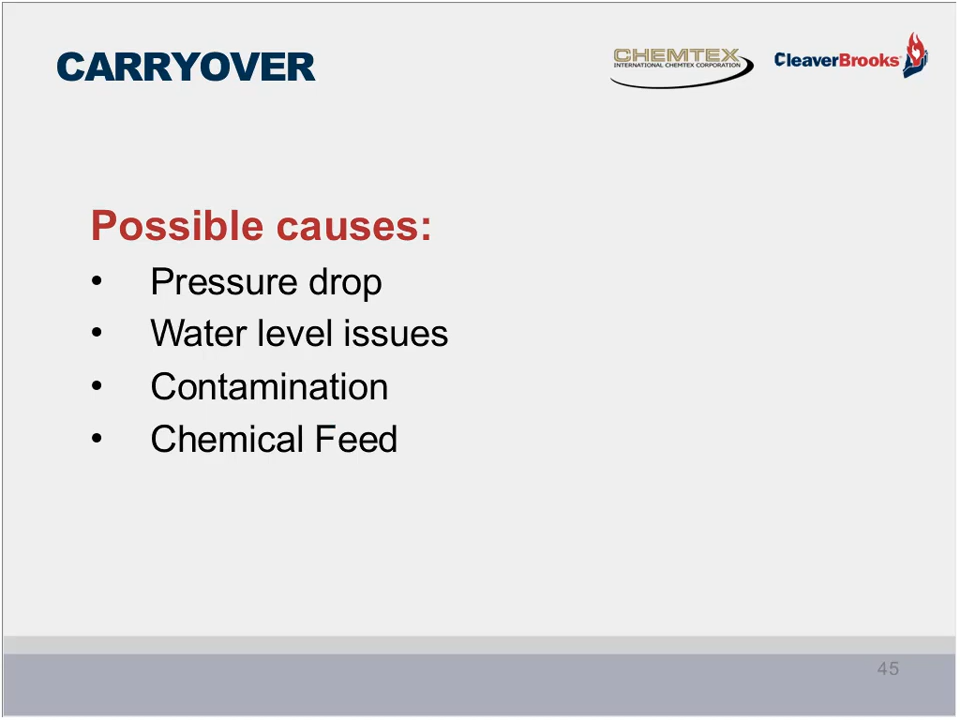 CARRYOVER
CHEMTEX
INTERNATIONAL CHEMTEX CORPORATION
CleaverBrooks
Possible causes:
• Pressure drop
• Water level issues
• Contamination
• Chemical Feed
45